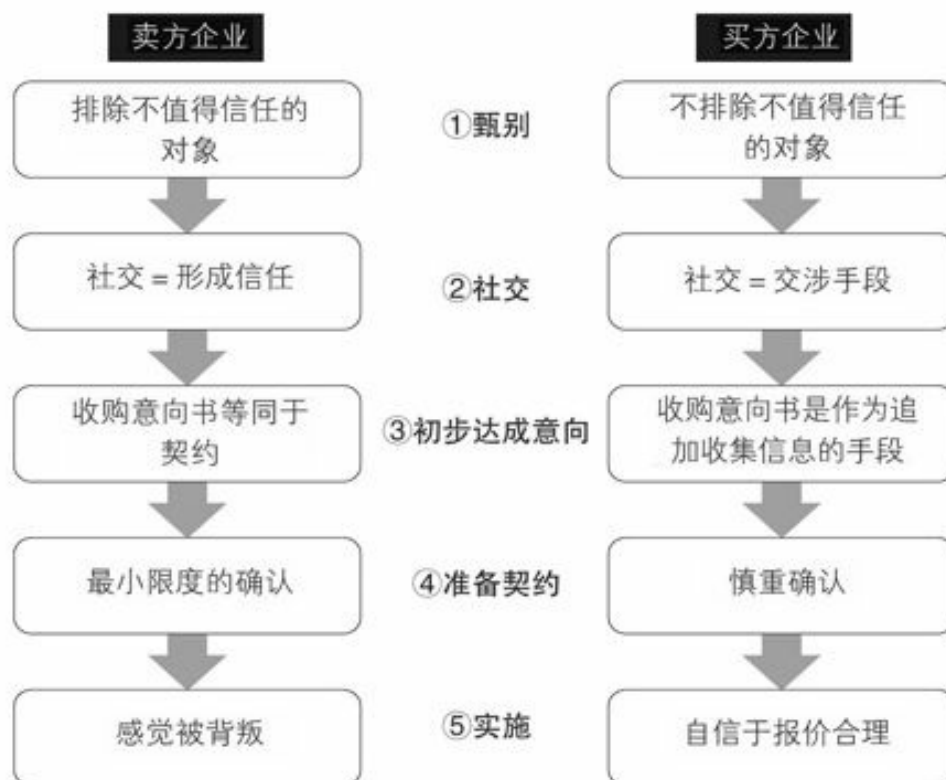 卖方企业
买方企业
排除不值得信任的
对象
①甄别
不排除不值得信任
的对象
社交=形成信任
②社交
社交=交涉手段
收购意向书等同于
契约
③初步达成意向
收购意向书是作为追
加收集信息的手段
最小限度的确认
④准备契约
慎重确认
感觉被背叛
⑤实施
自信于报价合理